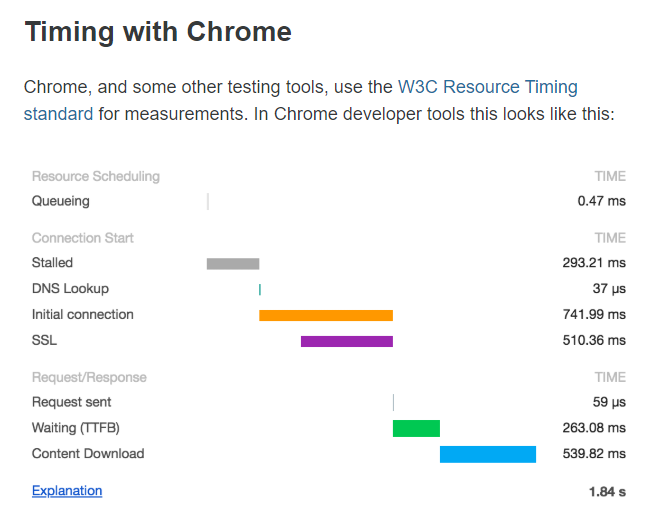 Timing with Chrome
Chrome, and some other testing tools, use the W3C Resource Timing
standard for measurements. In Chrome developer tools this looks like this:
Resource Scheduling TIME
Queueing 0.47 ms
Connection Start TIME
Stalled 293.21 ms
DNS Lookup 37 µs
Initial connection 741.99 ms
SSL 510.36 ms
Request/Response TIME
Request sent 59 µs
Waiting (TTFB) 263.08 ms
Content Download 539.82 ms
Explanation 1.84 s